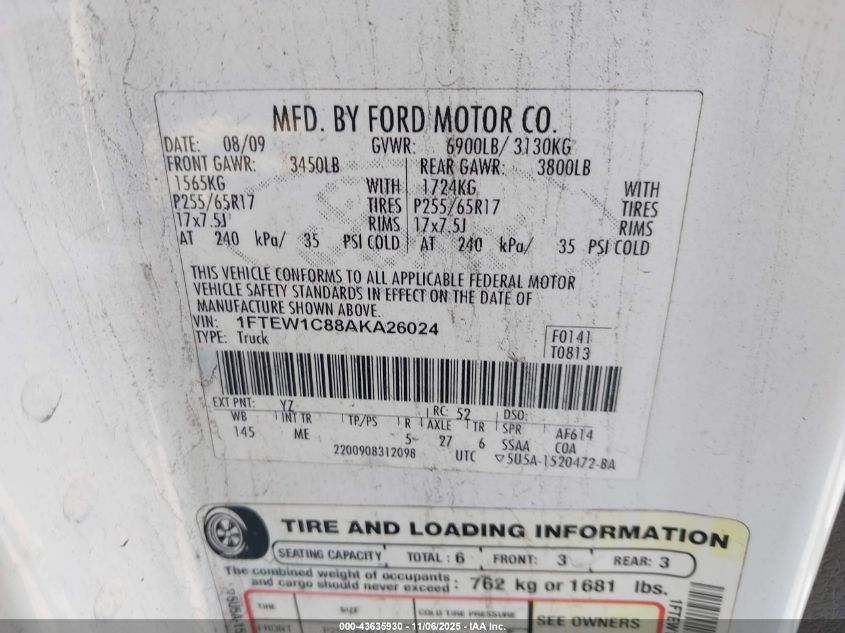 MFD. BY FORD MOTOR CO.
DATE: 08/09 GVWR: 6900LB/ 3130KG
FRONT GAWR: 3450LB REAR GAWR: 3800LB
1565KG WITH 1724KG WITH
P255/65R17 TIRES P255/65R17 TIRES
17x7.5J RIMS 17x7.5J RIMS
AT 240 kPa/ 35 PSI COLD AT 240 kPa/ 35 PSI COLD
THIS VEHICLE CONFORMS TO ALL APPLICABLE FEDERAL MOTOR
VEHICLE SAFETY STANDARDS IN EFFECT ON THE DATE OF
MANUFACTURE SHOWN ABOVE.
VIN: 1FTEW1C88AKA26024 F0141
TYPE: Truck T0813
EXT PNT: YZ RC: 52 DSO:
WB INT TR TP/PS R AXLE TR SPR AF614
145 ME 5 27 6 SSAA COA
2200908312098 UTC ▽5U5A-1520472-BA
TIRE AND LOADING INFORMATION
SEATING CAPACITY TOTAL: 6 FRONT: 3 REAR: 3
The combined weight of occupants and cargo should never exceed : 762 kg or 1681 lbs.
TIRE SIZE COLD TIRE PRESSURE SEE OWNERS
FRONT
1FTEW
000-43635930 - 11/06/2025 - IAA Inc.